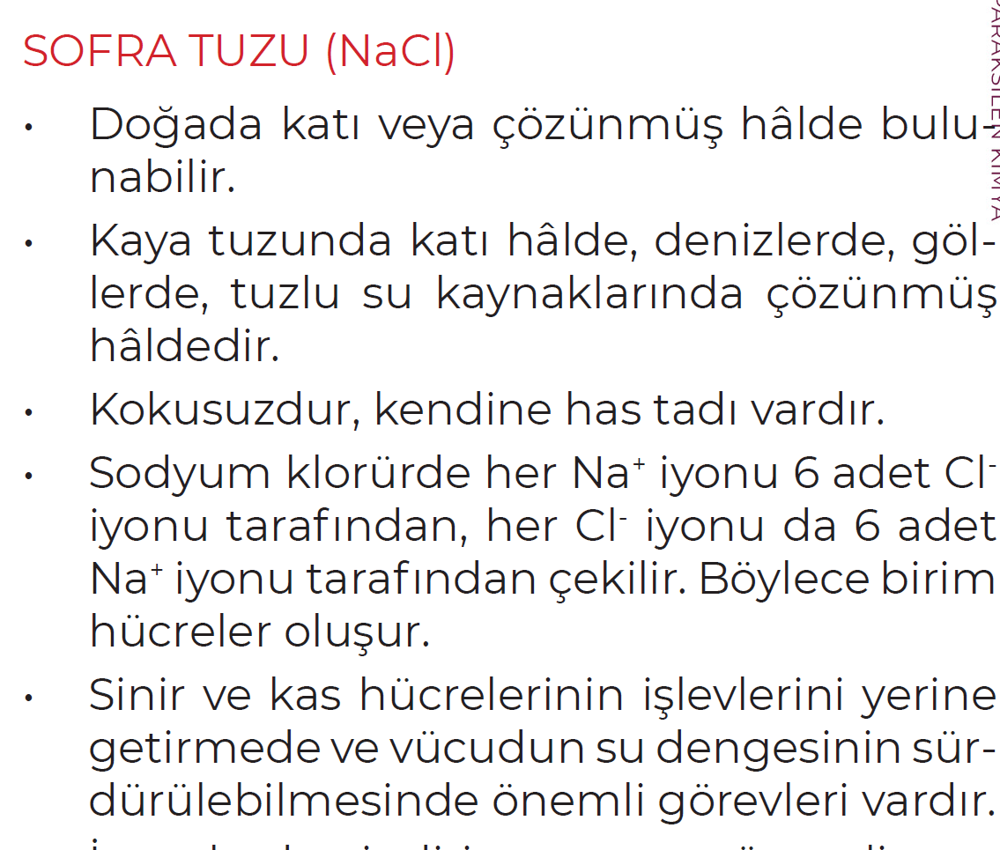 SOFRA TUZU (NaCl)
• Doğada katı veya çözünmüş hâlde bulu-
nabilir.
• Kaya tuzunda katı hâlde, denizlerde, göl-
lerde, tuzlu su kaynaklarında çözünmüş
hâldedir.
• Kokusuzdur, kendine has tadı vardır.
• Sodyum klorürde her Na⁺ iyonu 6 adet Cl⁻
iyonu tarafından, her Cl⁻ iyonu da 6 adet
Na⁺ iyonu tarafından çekilir. Böylece birim
hücreler oluşur.
• Sinir ve kas hücrelerinin işlevlerini yerine
getirmede ve vücudun su dengesinin sür-
dürülebilmesinde önemli görevleri vardır.
KİMYA